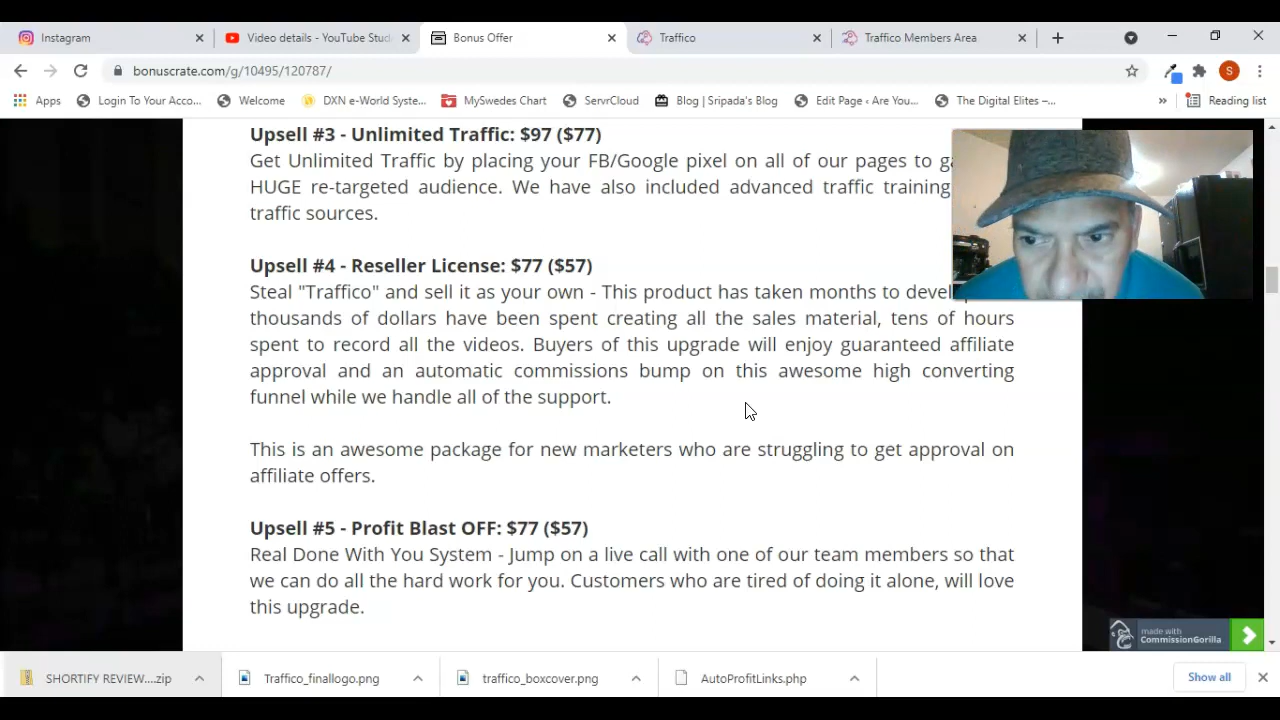 Instagram
Video details - YouTube Stud
Bonus Offer
Traffico
Traffico Members Area
bonuscrate.com/g/10495/120787/
S
Apps
Login To Your Acco...
Welcome
DXN e-World Syste...
MySwedes Chart
ServrCloud
Blog | Sripada's Blog
Edit Page ‹ Are You...
The Digital Elites –...
»
Reading list
Upsell #3 - Unlimited Traffic: $97 ($77)
Get Unlimited Traffic by placing your FB/Google pixel on all of our pages to
HUGE re-targeted audience. We have also included advanced traffic training
traffic sources.
Upsell #4 - Reseller License: $77 ($57)
Steal "Traffico" and sell it as your own - This product has taken months to
thousands of dollars have been spent creating all the sales material, tens of hours
spent to record all the videos. Buyers of this upgrade will enjoy guaranteed affiliate
approval and an automatic commissions bump on this awesome high converting
funnel while we handle all of the support.
This is an awesome package for new marketers who are struggling to get approval on
affiliate offers.
Upsell #5 - Profit Blast OFF: $77 ($57)
Real Done With You System - Jump on a live call with one of our team members so that
we can do all the hard work for you. Customers who are tired of doing it alone, will love
this upgrade.
made with
CommissionGorilla
SHORTIFY REVIEW....zip
Traffico_finallogo.png
traffico_boxcover.png
AutoProfitLinks.php
Show all